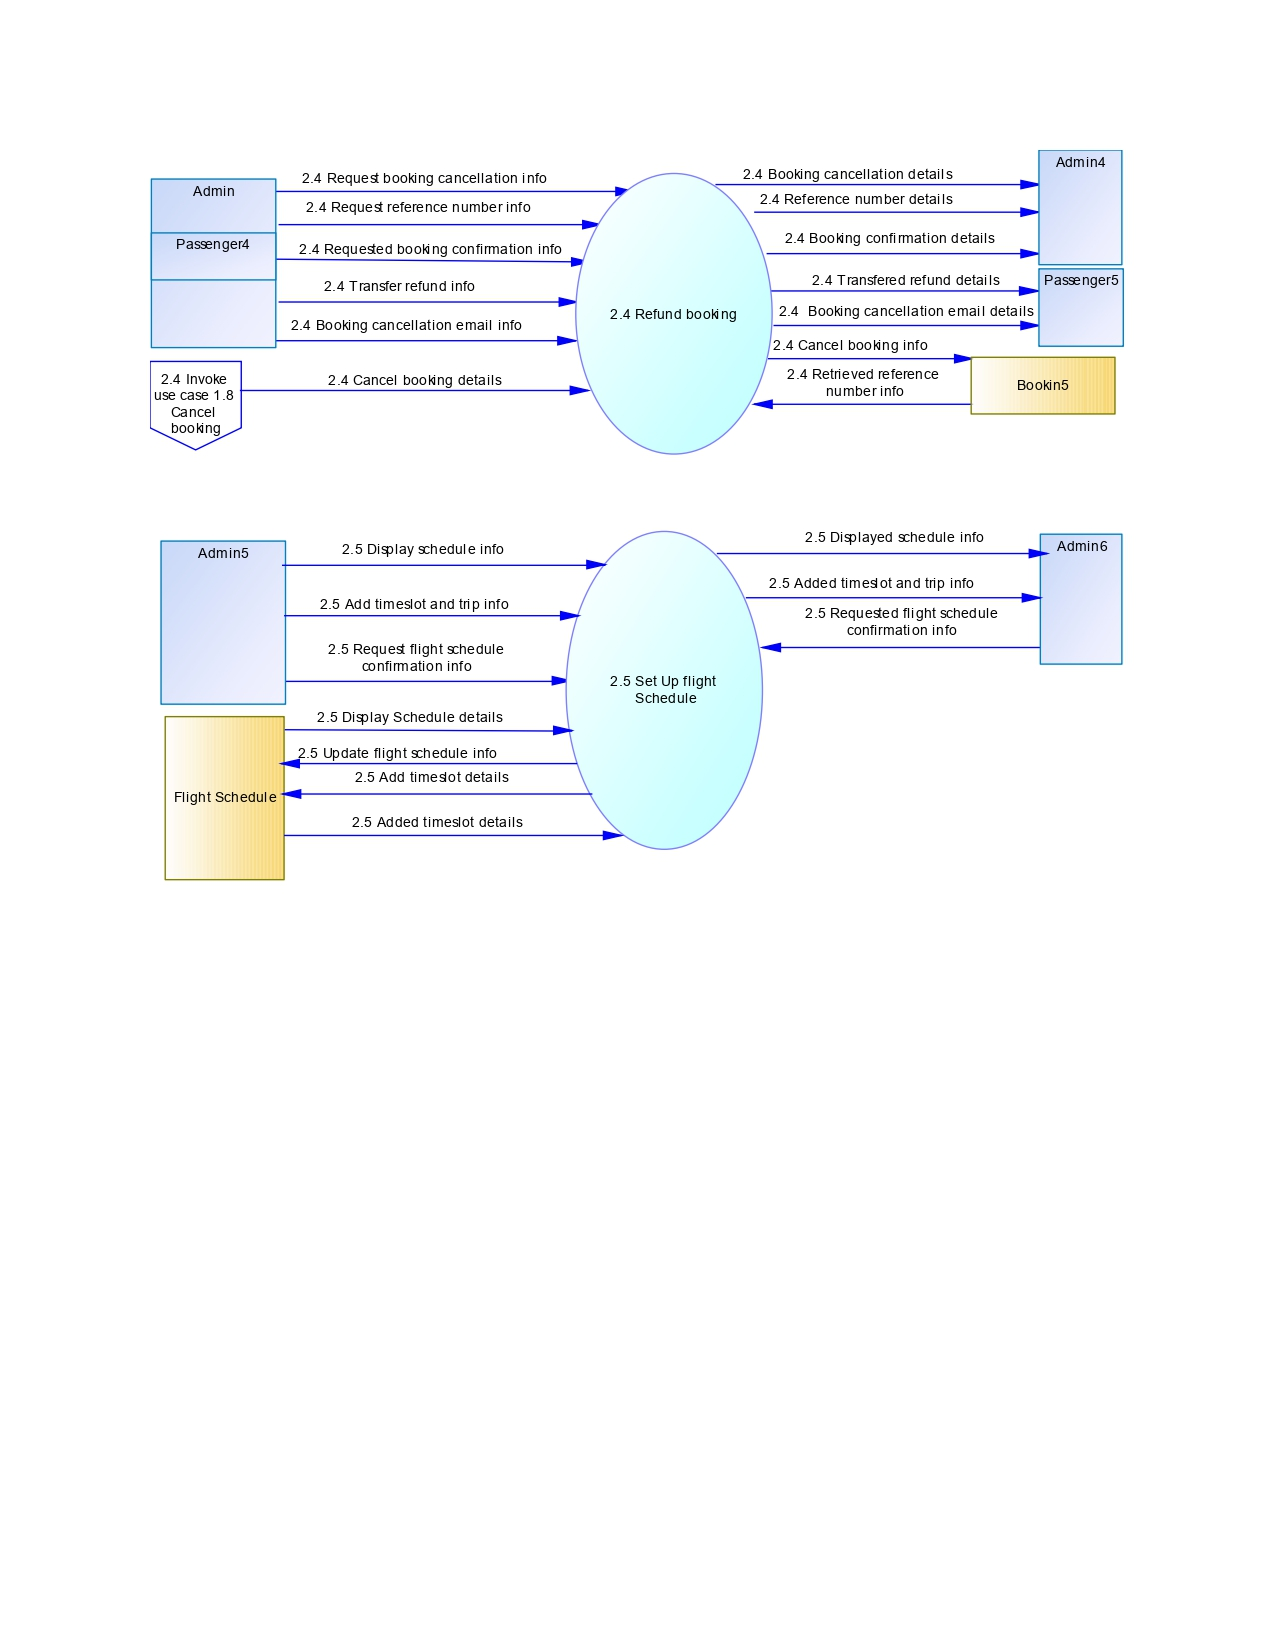 Admin
Passenger4
2.4 Request booking cancellation info
2.4 Request reference number info
2.4 Requested booking confirmation info
2.4 Transfer refund info
2.4 Booking cancellation email info
2.4 Invoke
use case 1.8
Cancel
booking
2.4 Cancel booking details
2.4 Refund booking
2.4 Booking cancellation details
2.4 Reference number details
2.4 Booking confirmation details
2.4 Transfered refund details
2.4 Booking cancellation email details
2.4 Cancel booking info
2.4 Retrieved reference
number info
Admin4
Passenger5
Bookin5
Admin5
2.5 Display schedule info
2.5 Add timeslot and trip info
2.5 Request flight schedule
confirmation info
Flight Schedule
2.5 Display Schedule details
2.5 Update flight schedule info
2.5 Add timeslot details
2.5 Added timeslot details
2.5 Set Up flight
Schedule
2.5 Displayed schedule info
2.5 Added timeslot and trip info
2.5 Requested flight schedule
confirmation info
Admin6